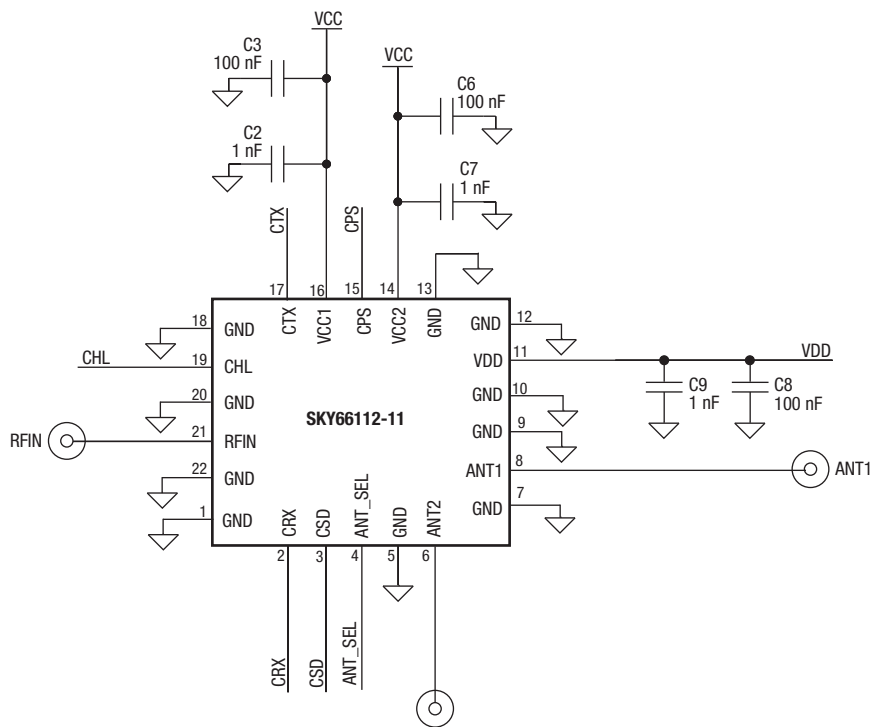 VCC
C3
100 nF
VCC
C6
100 nF
C2
1 nF
C7
1 nF
CTX
CPS
17
16
15
14
13
CTX
VCC1
CPS
VCC2
GND
18
GND
GND
12
CHL
19
CHL
VDD
11
VDD
20
GND
GND
10
C9
1 nF
C8
100 nF
SKY66112-11
RFIN
21
RFIN
GND
9
22
GND
ANT1
8
ANT1
1
GND
GND
7
CRX
CSD
ANT_SEL
GND
ANT2
2
3
4
5
6
CRX
CSD
ANT_SEL